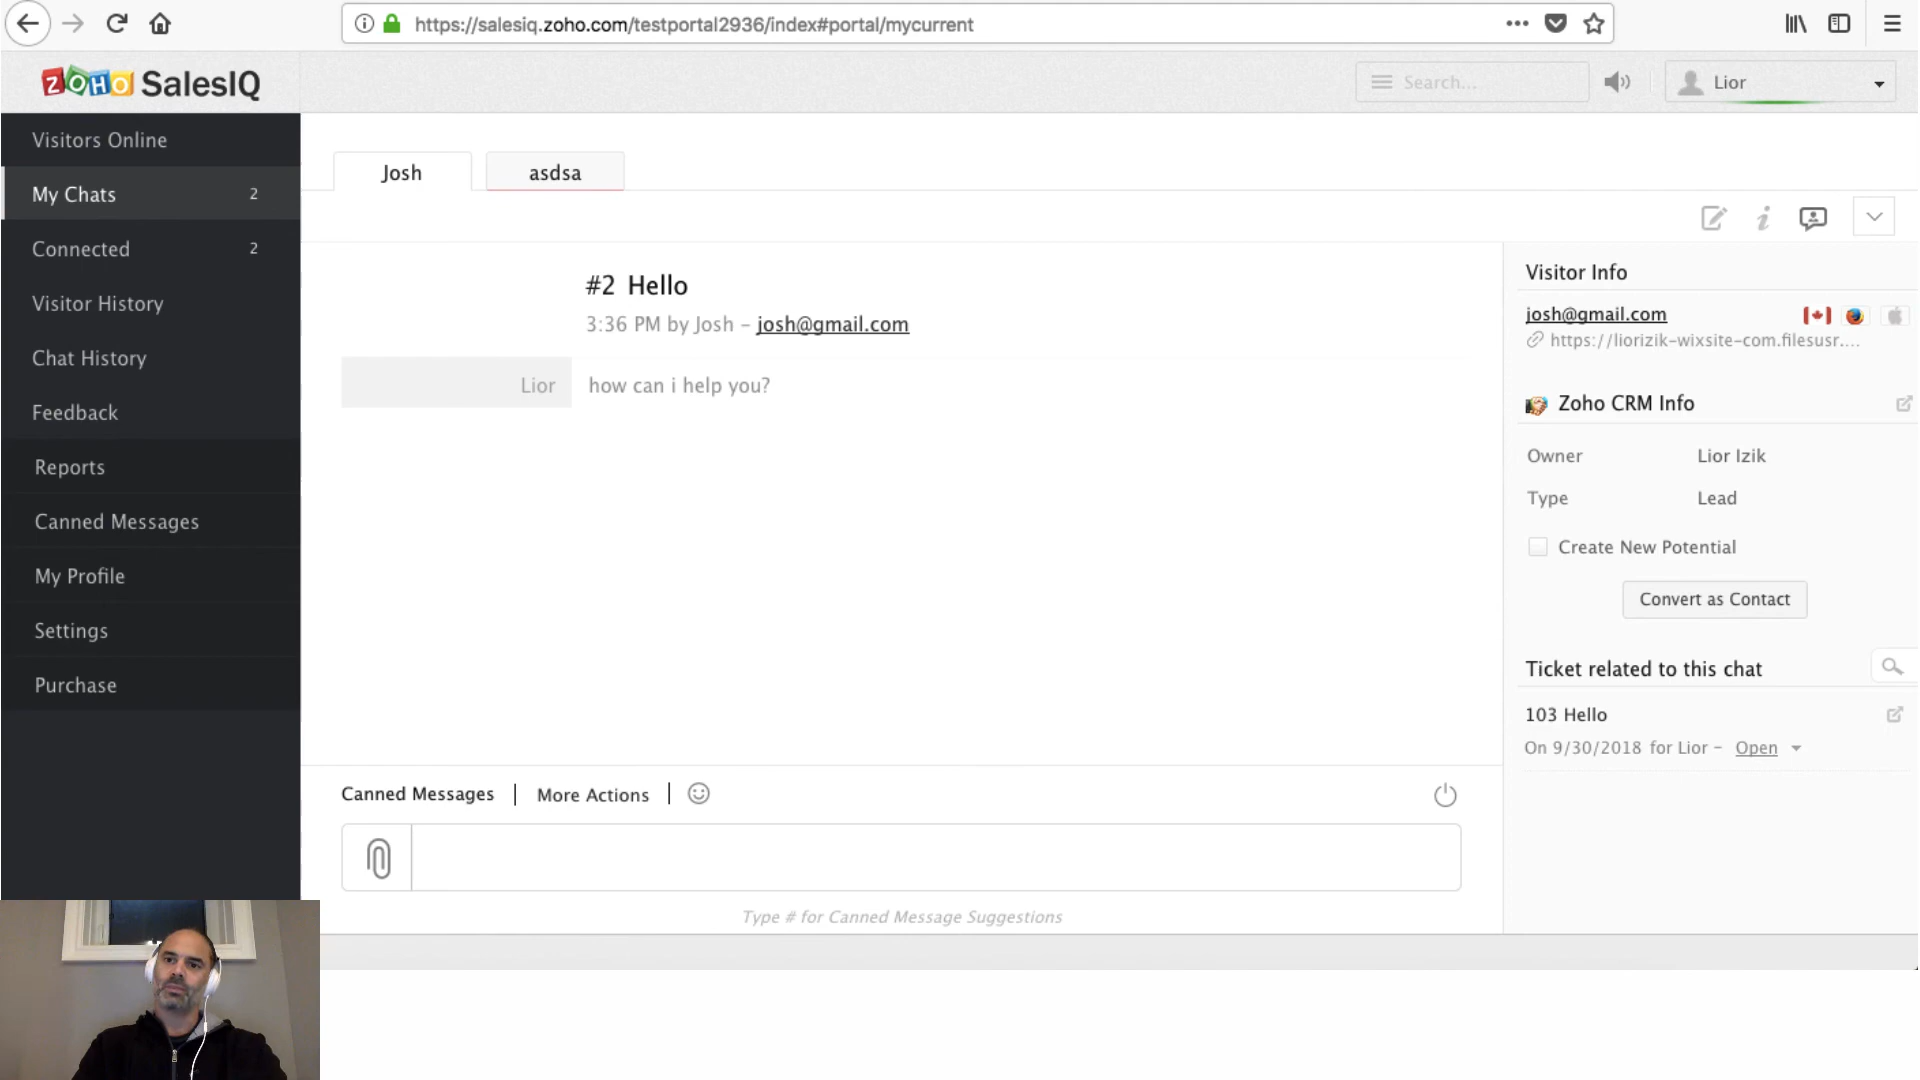 https://salesiq.zoho.com/testportal2936/index#portal/mycurrent
ZOHO SalesIQ
Search...
Lior
Visitors Online
My Chats 2
Connected 2
Visitor History
Chat History
Feedback
Reports
Canned Messages
My Profile
Settings
Purchase
Josh
asdsa
#2 Hello
3:36 PM by Josh – josh@gmail.com
Lior how can i help you?
Canned Messages | More Actions |
Type # for Canned Message Suggestions
Visitor Info
josh@gmail.com
https://liorizik-wixsite-com.filesusr....
Zoho CRM Info
Owner Lior Izik
Type Lead
Create New Potential
Convert as Contact
Ticket related to this chat
103 Hello
On 9/30/2018 for Lior – Open